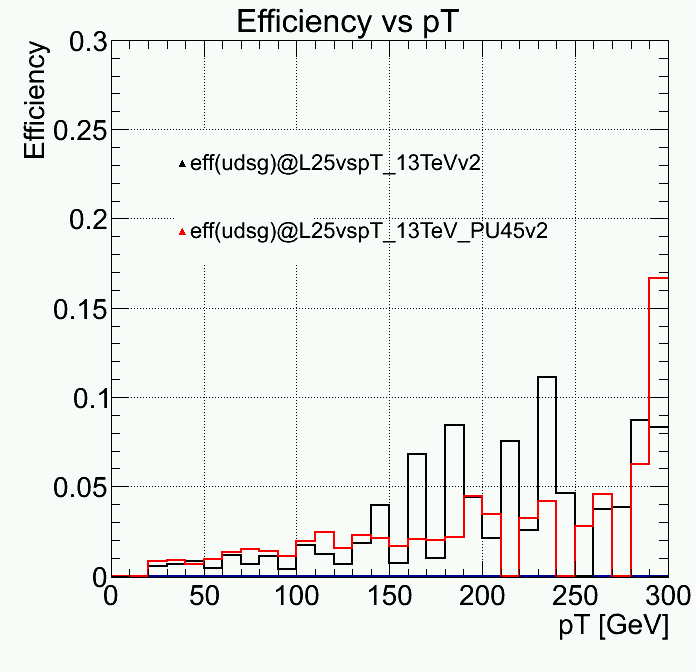 Efficiency vs pT
Efficiency
0.3
0.25
eff(udsg)@L25vspT_13TeVv2
0.2
eff(udsg)@L25vspT_13TeV_PU45v2
0.15
0.1
0.05
0
0 50 100 150 200 250 300
pT [GeV]